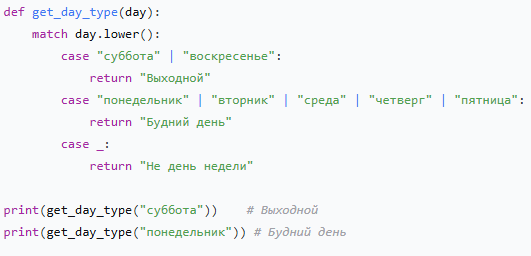 def get_day_type(day):
    match day.lower():
        case "суббота" | "воскресенье":
            return "Выходной"
        case "понедельник" | "вторник" | "среда" | "четверг" | "пятница":
            return "Будний день"
        case _:
            return "Не день недели"

print(get_day_type("суббота"))    # Выходной
print(get_day_type("понедельник")) # Будний день